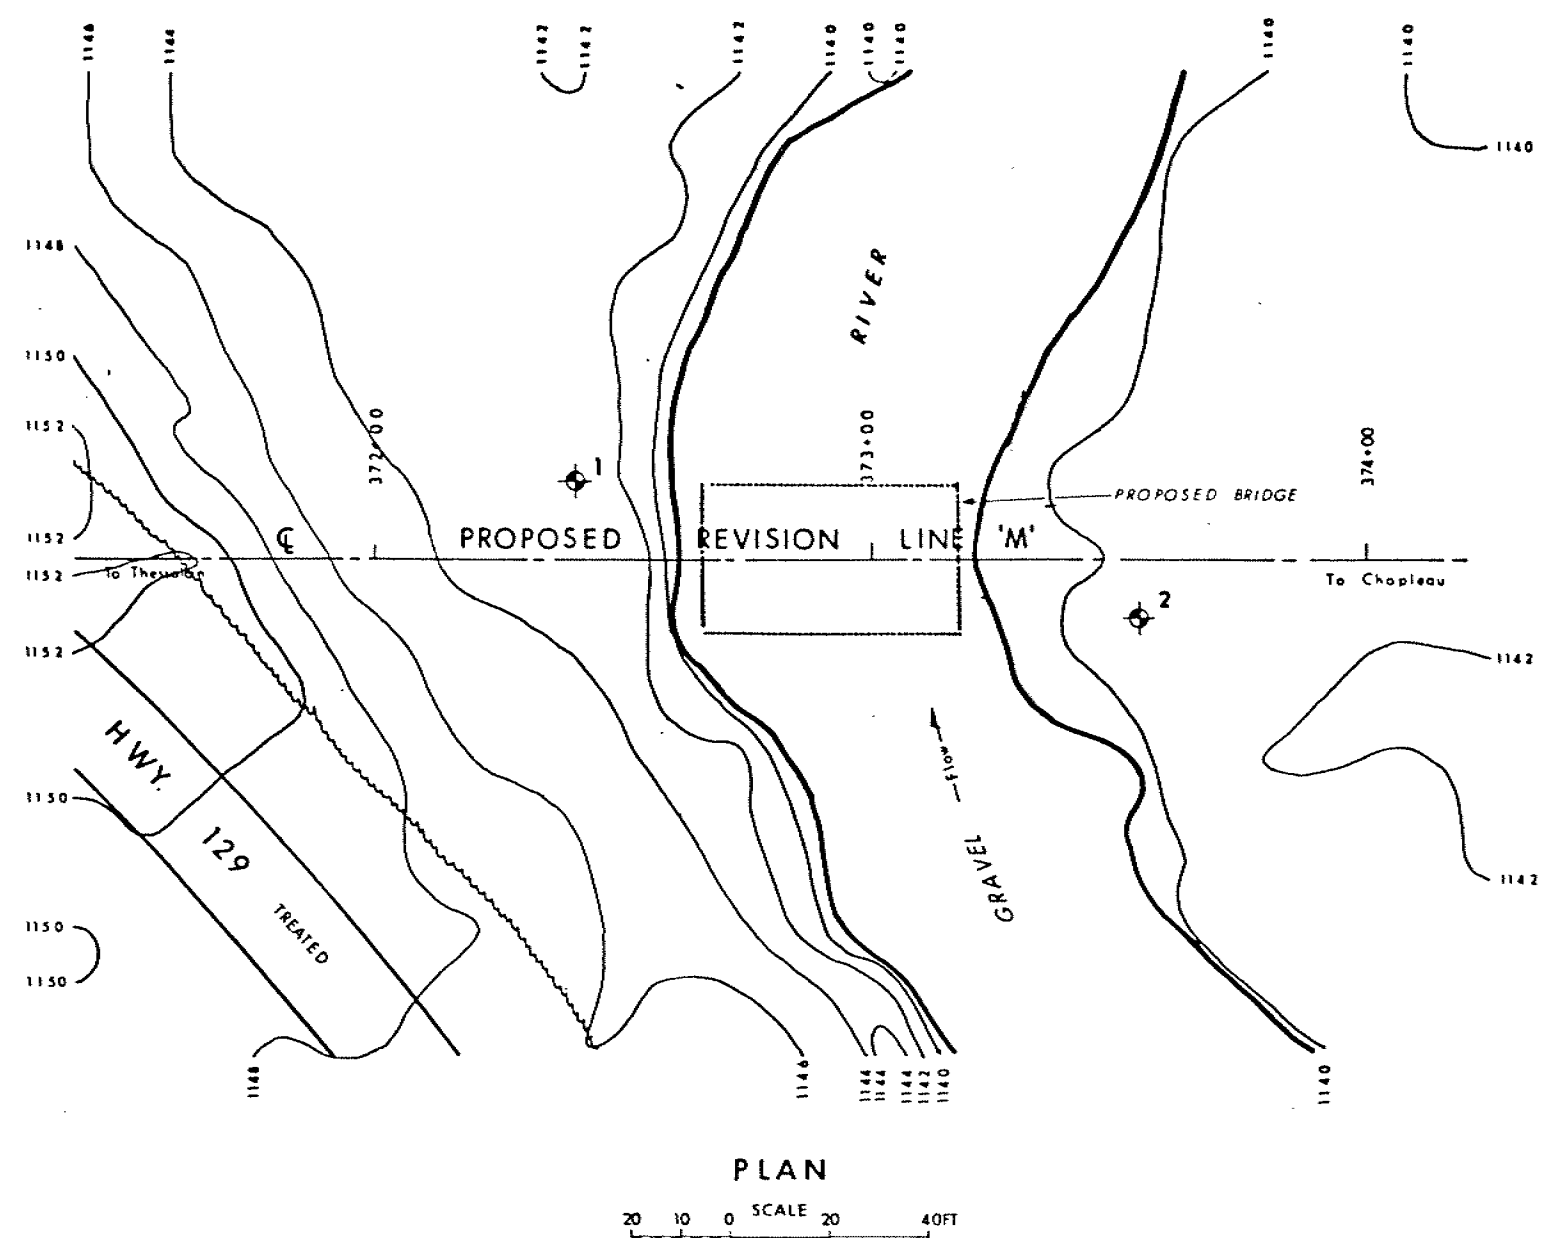 1146
1144
1142
1142
1142
1140
1140
1140
1140
1140
1140
1148
1150
1152
1152
1152
1152
1150
1150
1150
RIVER
372+00
373+00
374+00
1
PROPOSED BRIDGE
℄ PROPOSED REVISION LINE 'M'
To Thessalon
To Chapleau
2
1142
1142
HWY. 129
TREATED
GRAVEL
Flow
1148
1146
1144
1144
1144
1142
1140
1140
PLAN
SCALE
20 10 0 20 40FT